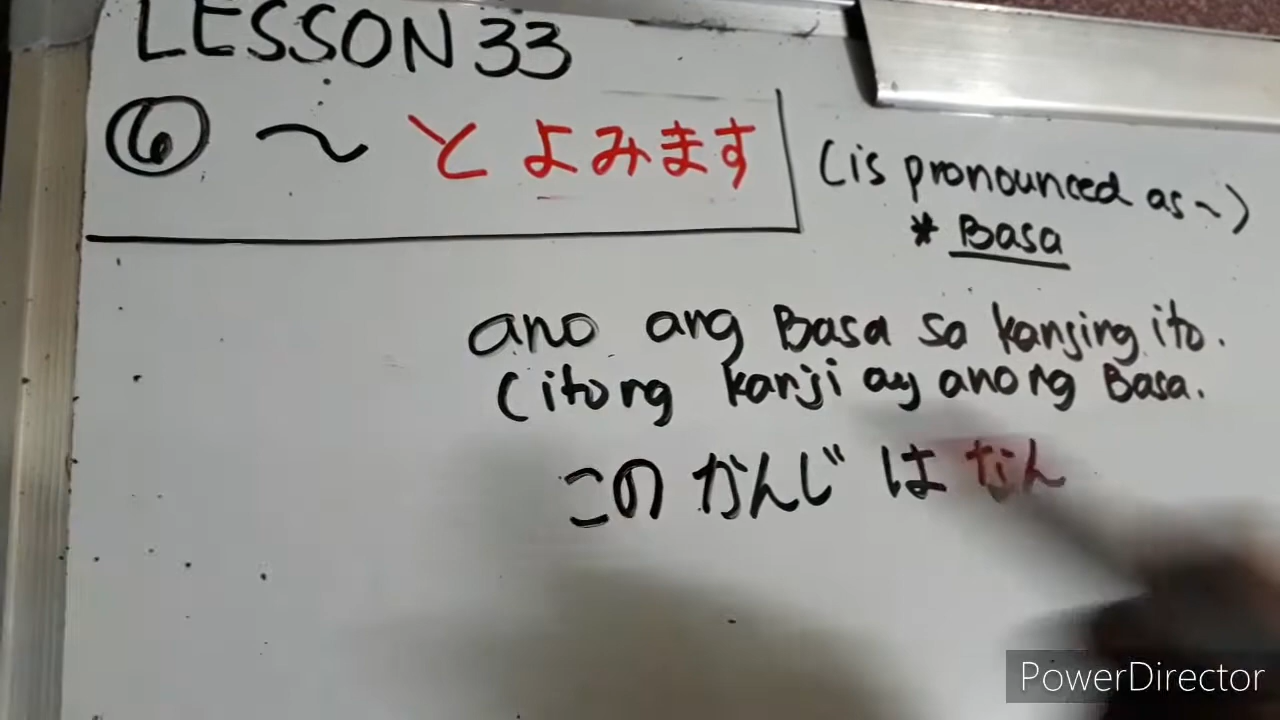 LESSON 33
⑥ ～ とよみます (is pronounced as ~)
* Basa
ano ang Basa sa kanjing ito.
(itong kanji ay anong Basa.
この かんじ は なん
PowerDirector